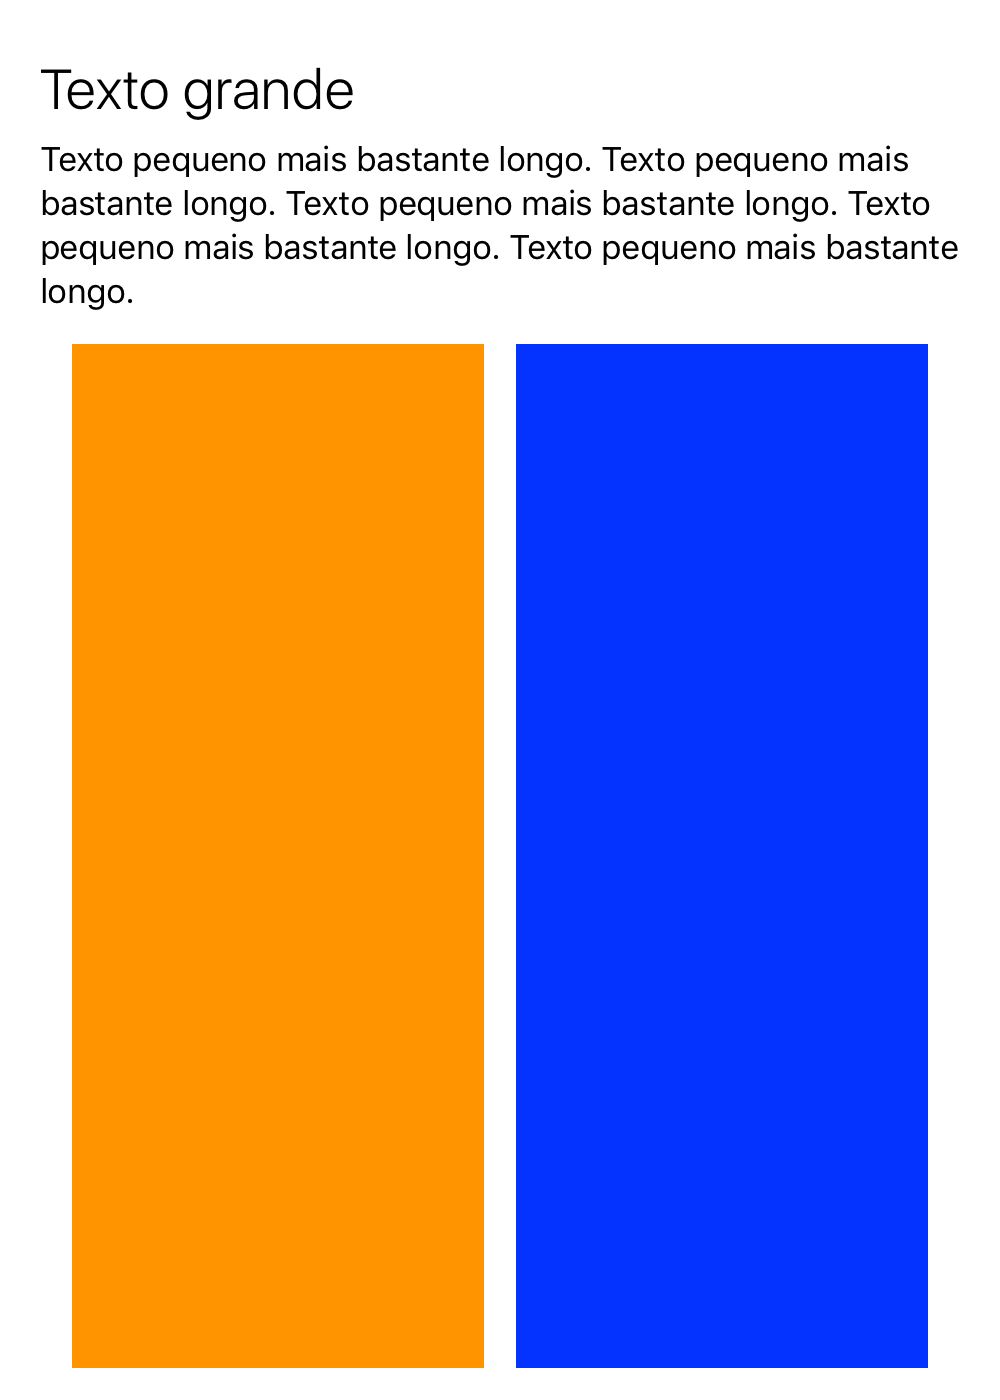 Texto grande
Texto pequeno mais bastante longo. Texto pequeno mais
bastante longo. Texto pequeno mais bastante longo. Texto
pequeno mais bastante longo. Texto pequeno mais bastante
longo.